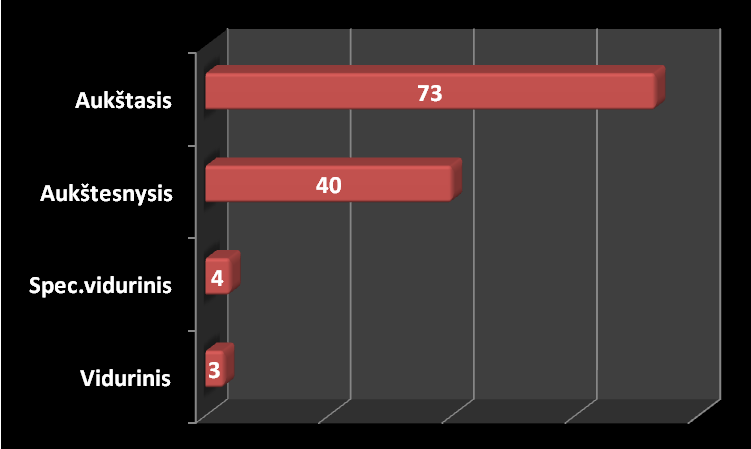 Aukštasis 73
Aukštesnysis 40
Spec.vidurinis 4
Vidurinis 3